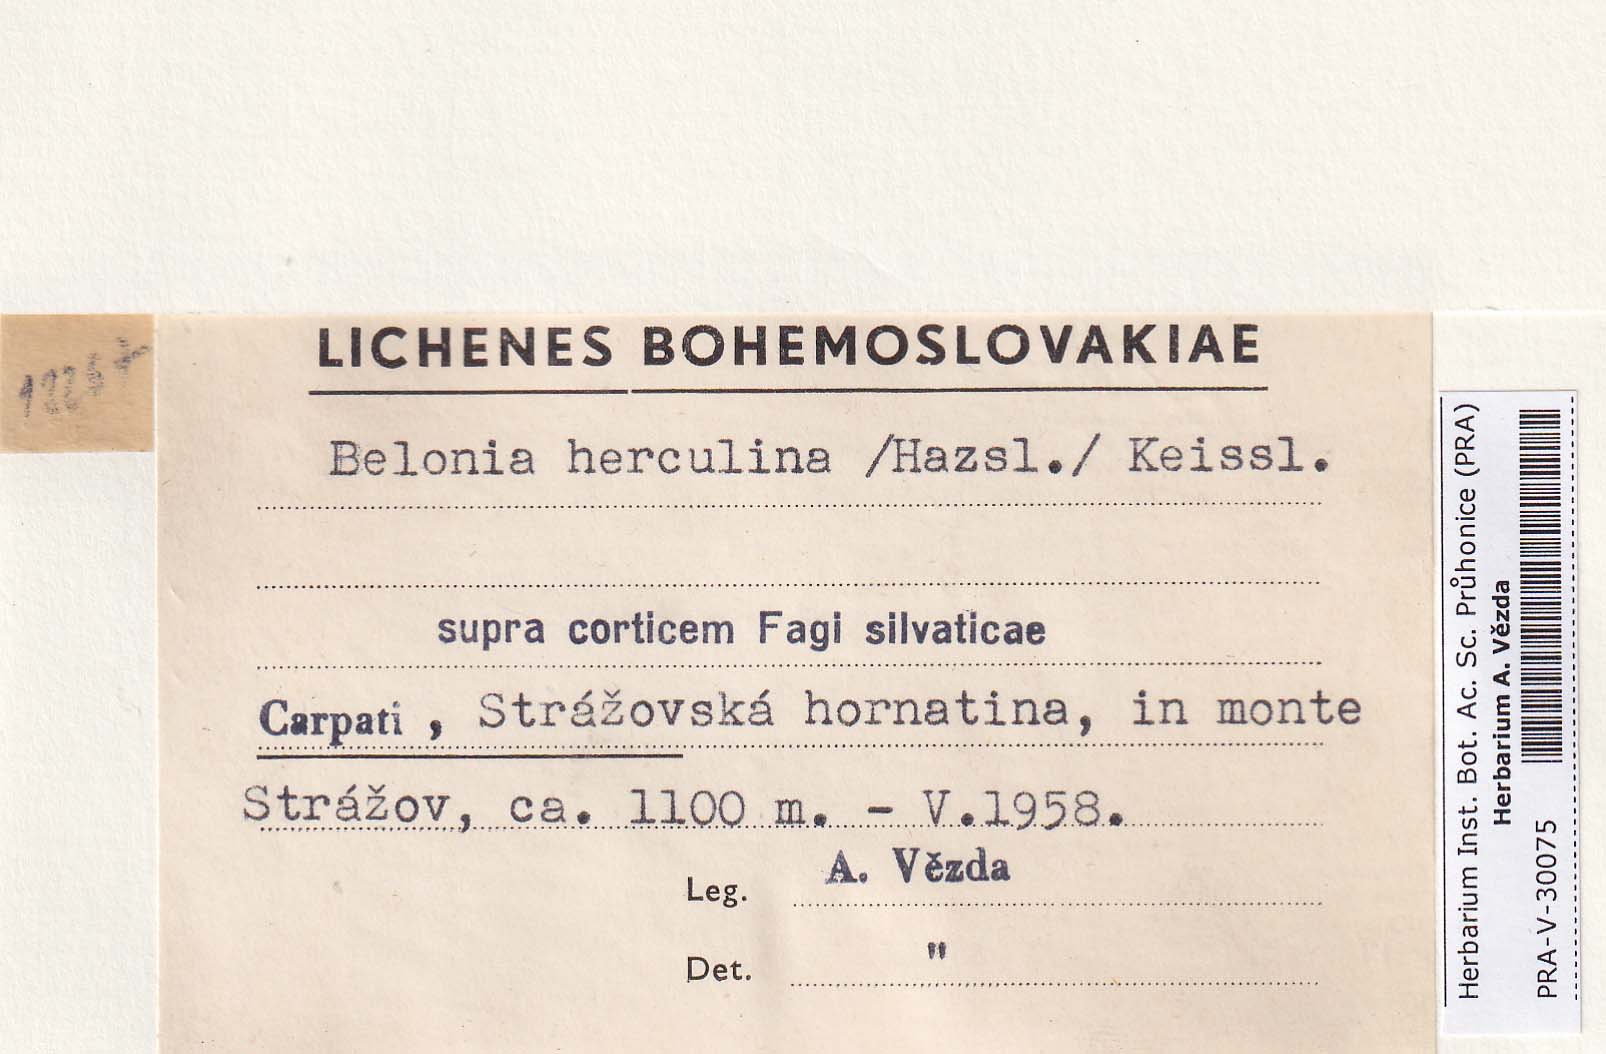 LICHENES BOHEMOSLOVAKIAE
Belonia herculina /Hazsl./ Keissl.
supra corticem Fagi silvaticae
Carpati, Strážovská hornatina, in monte
Strážov, ca. 1100 m. - V.1958.
Leg. A. Vězda
Det. "
Herbarium Inst. Bot. Ac. Sc. Průhonice (PRA)
Herbarium A. Vězda
PRA-V-30075